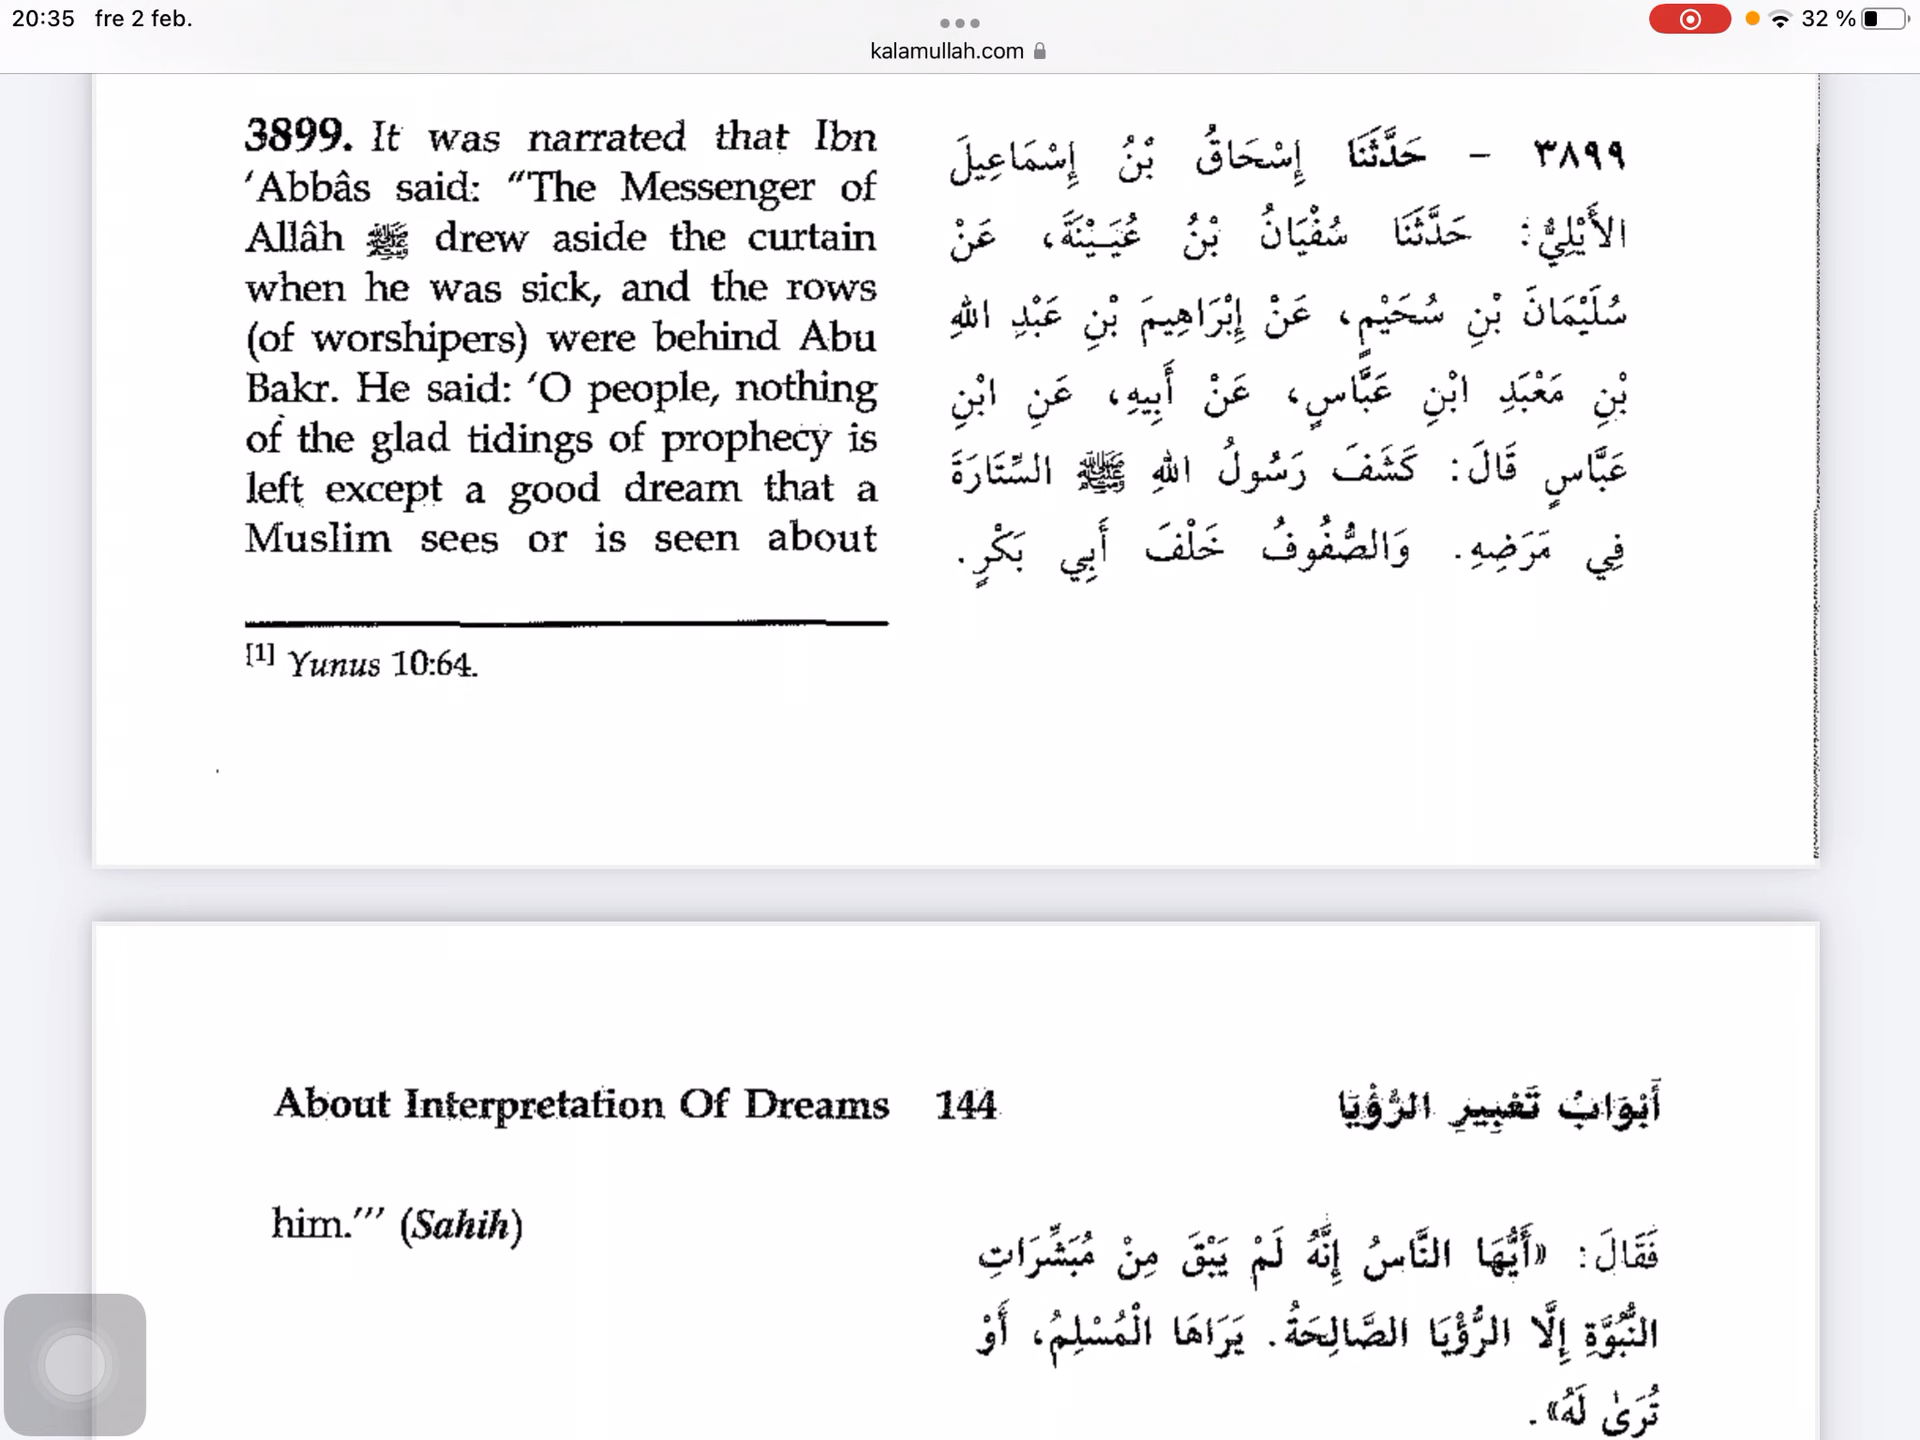 20:35 fre 2 feb.
32 %
kalamullah.com
3899. It was narrated that Ibn
‘Abbâs said: “The Messenger of
Allâh ﷺ drew aside the curtain
when he was sick, and the rows
(of worshipers) were behind Abu
Bakr. He said: ‘O people, nothing
of the glad tidings of prophecy is
left except a good dream that a
Muslim sees or is seen about
[1] Yunus 10:64.
٣٨٩٩ - حَدَّثَنَا إِسْحَاقُ بْنُ إِسْمَاعِيلَ
الأَيْلِيُّ: حَدَّثَنَا سُفْيَانُ بْنُ عُيَـيْنَةَ، عَنْ
سُلَيْمَانَ بْنِ سُحَيْمٍ، عَنْ إِبْرَاهِيمَ بْنِ عَبْدِ اللهِ
بْنِ مَعْبَدِ ابْنِ عَبَّاسٍ، عَنْ أَبِيهِ، عَنِ ابْنِ
عَبَّاسٍ قَالَ: كَشَفَ رَسُولُ اللهِ ﷺ السِّتَارَةَ
فِي مَرَضِهِ. وَالصُّفُوفُ خَلْفَ أَبِي بَكْرٍ.
About Interpretation Of Dreams 144 أَبْوَابُ تَعْبِيرِ الرُّؤْيَا
him.’” (Sahih)
فَقَالَ: «أَيُّهَا النَّاسُ إِنَّهُ لَمْ يَبْقَ مِنْ مُبَشِّرَاتِ
النُّبُوَّةِ إِلَّا الرُّؤْيَا الصَّالِحَةُ. يَرَاهَا الْمُسْلِمُ، أَوْ
تُرَىٰ لَهُ».